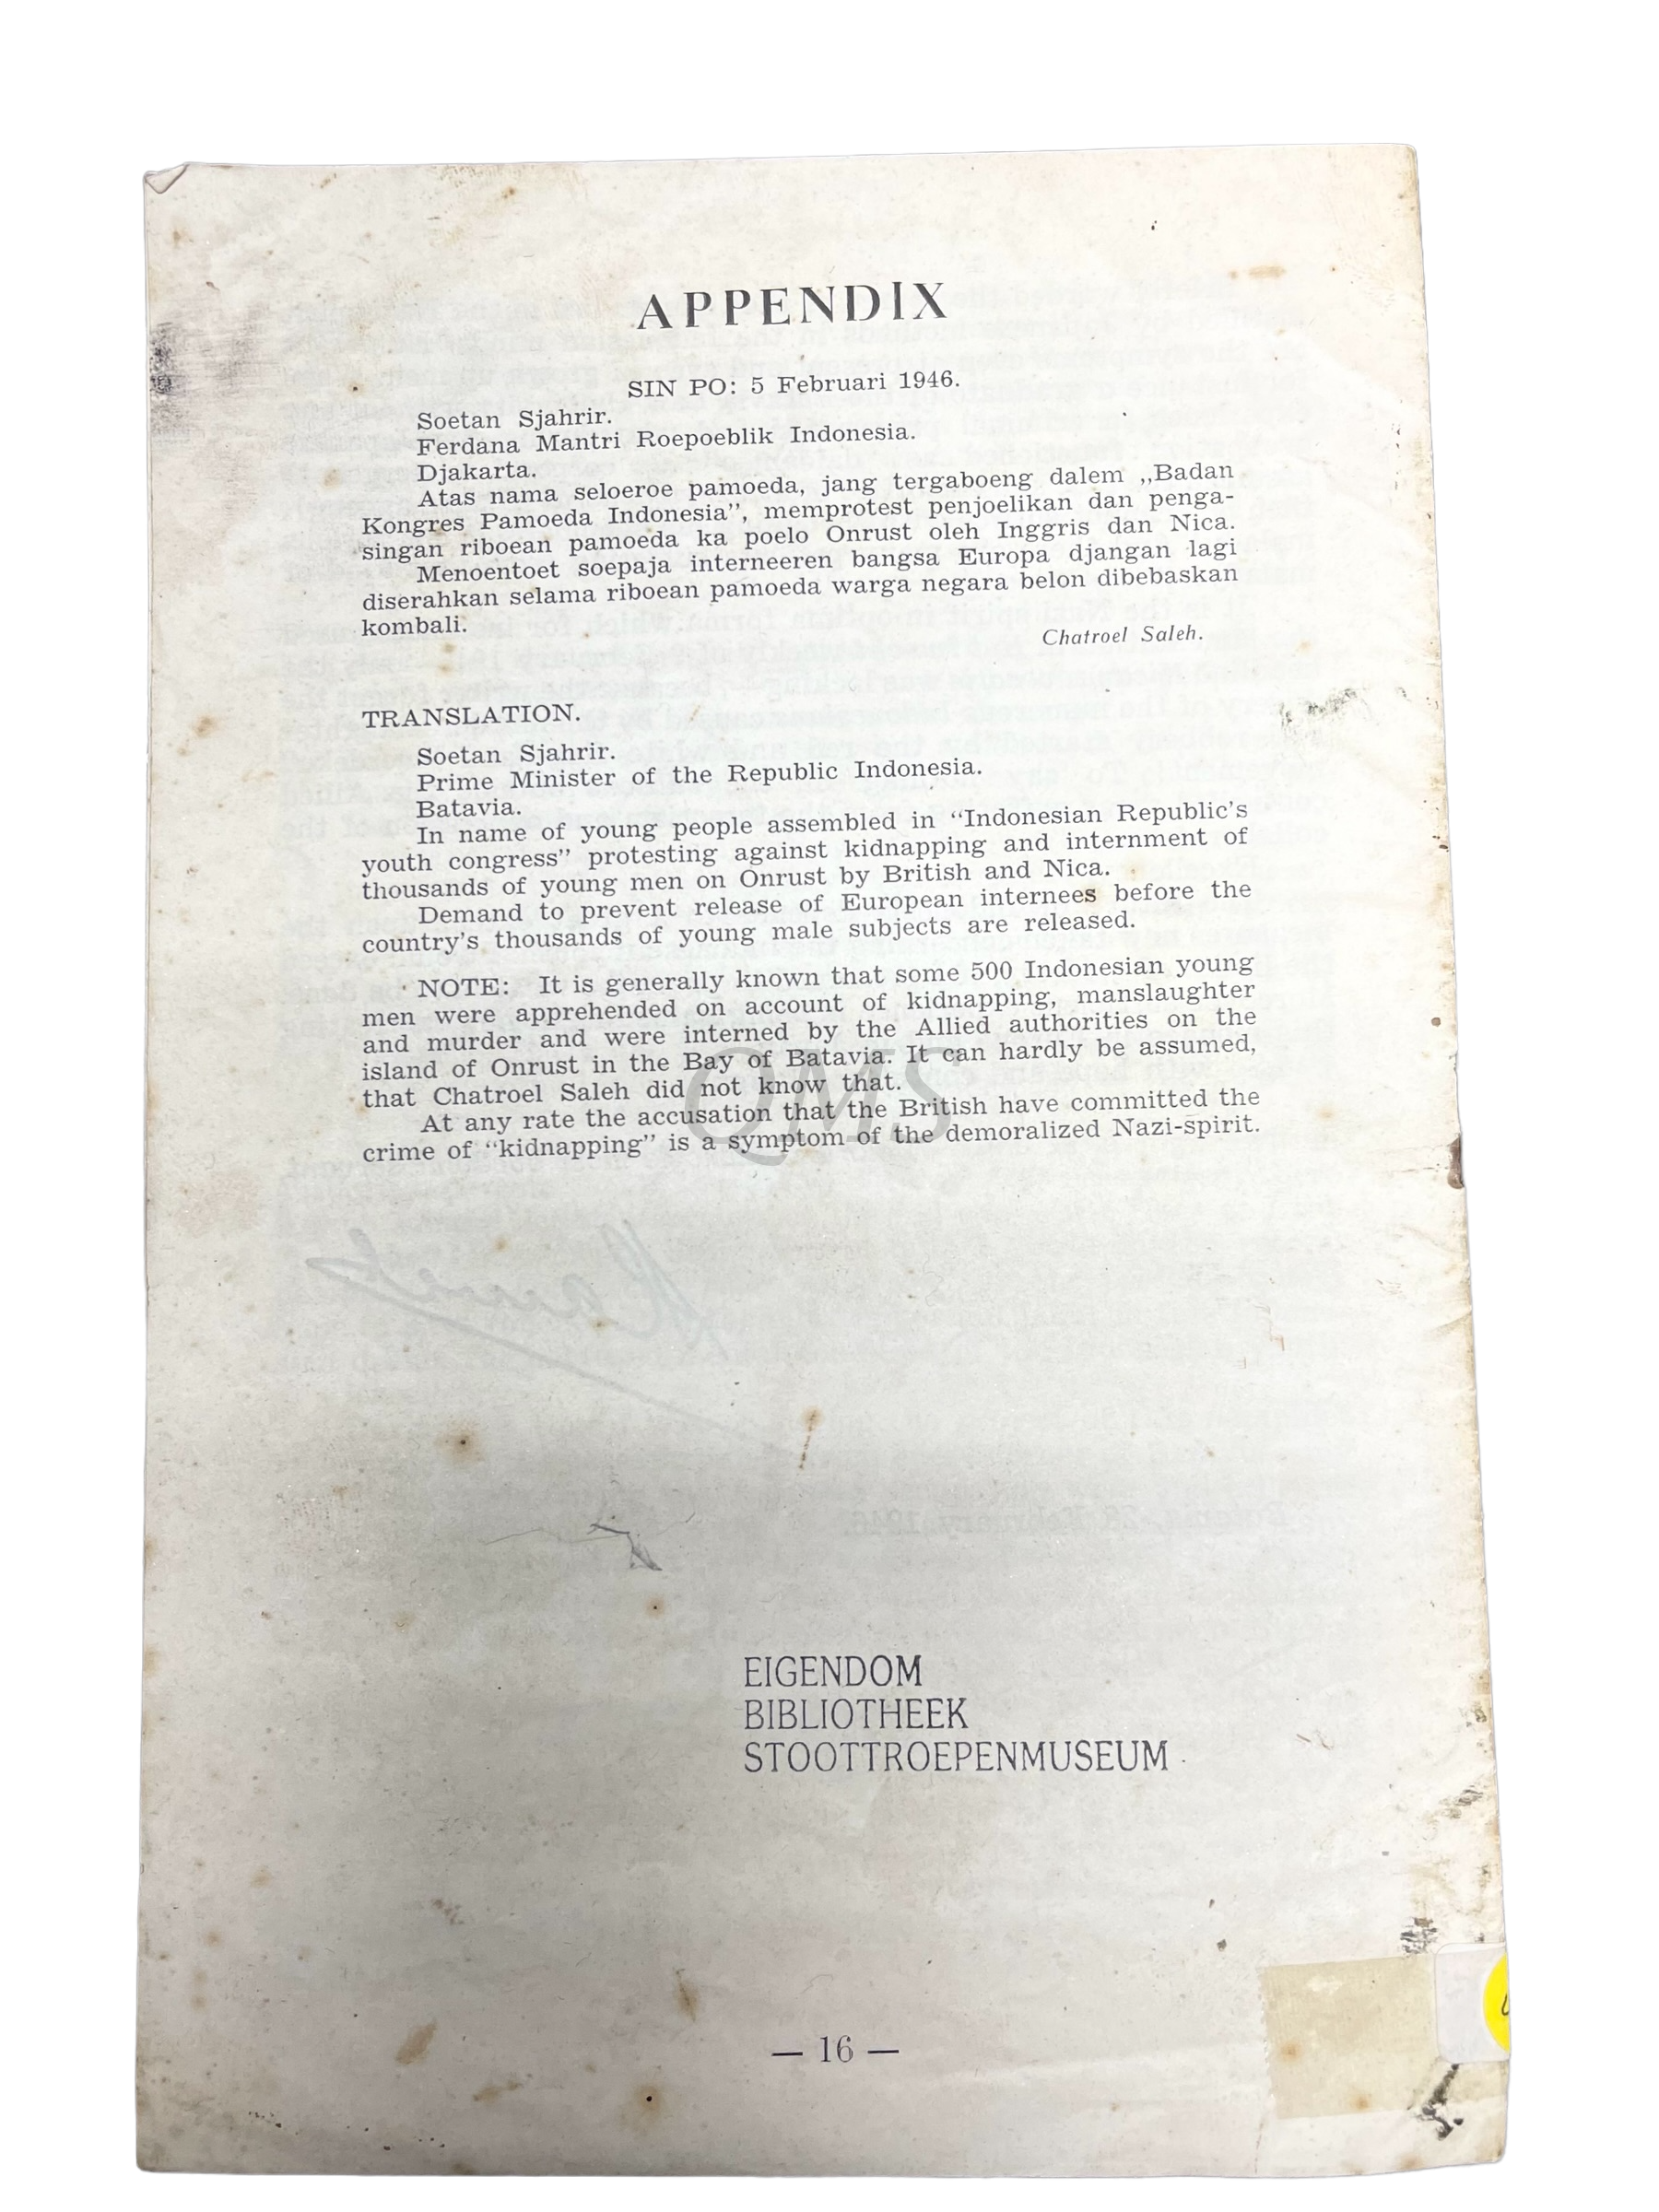 APPENDIX
SIN PO: 5 Februari 1946.
Soetan Sjahrir.
Ferdana Mantri Roepoeblik Indonesia.
Djakarta.
Atas nama seloeroe pamoeda, jang tergaboeng dalem ,,Badan
Kongres Pamoeda Indonesia”, memprotest penjoelikan dan penga-
singan riboean pamoeda ka poelo Onrust oleh Inggris dan Nica.
Menoentoet soepaja interneeren bangsa Europa djangan lagi
diserahkan selama riboean pamoeda warga negara belon dibebaskan
kombali.
Chatroel Saleh.
TRANSLATION.
Soetan Sjahrir.
Prime Minister of the Republic Indonesia.
Batavia.
In name of young people assembled in “Indonesian Republic’s
youth congress” protesting against kidnapping and internment of
thousands of young men on Onrust by British and Nica.
Demand to prevent release of European internees before the
country’s thousands of young male subjects are released.
NOTE: It is generally known that some 500 Indonesian young
men were apprehended on account of kidnapping, manslaughter
and murder and were interned by the Allied authorities on the
island of Onrust in the Bay of Batavia. It can hardly be assumed,
that Chatroel Saleh did not know that.
At any rate the accusation that the British have committed the
crime of “kidnapping” is a symptom of the demoralized Nazi-spirit.
QMS
EIGENDOM
BIBLIOTHEEK
STOOTTROEPENMUSEUM
— 16 —